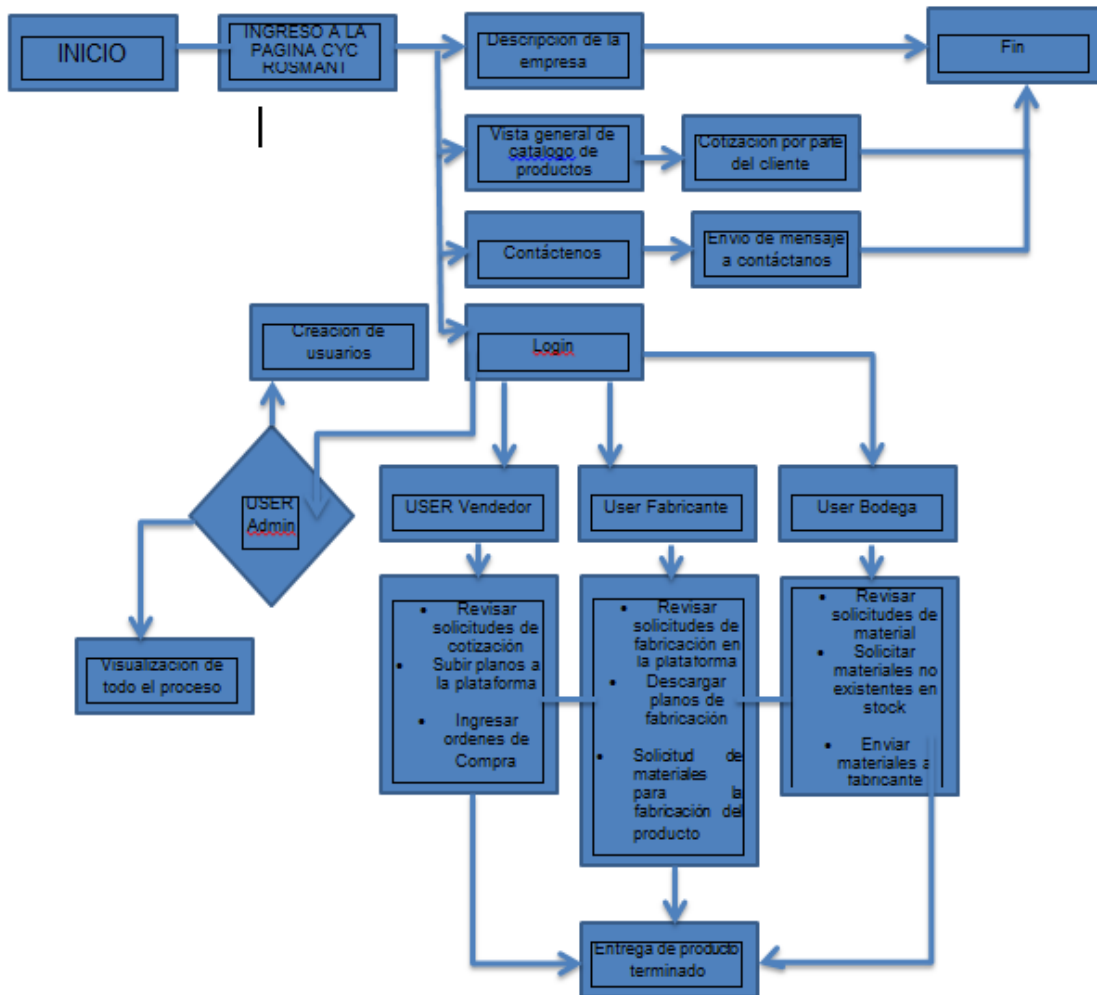 INICIO
INGRESO A LA
PAGINA CYC
ROSMANT
Descripción de la
empresa
Fin
Vista general de
catalogo de
productos
Cotización por parte
del cliente
Contáctenos
Envio de mensaje
a contáctanos
Creación de
usuarios
Login
USER
Admin
USER Vendedor
User Fabricante
User Bodega
• Revisar
solicitudes de
cotización
• Subir planos a
la plataforma
• Ingresar
ordenes de
Compra
• Revisar
solicitudes de
fabricación en
la plataforma
• Descargar
planos de
fabricación
• Solicitud de
materiales
para la
fabricación del
producto
• Revisar
solicitudes de
material
• Solicitar
materiales no
existentes en
stock
• Enviar
materiales a
fabricante
Visualización de
todo el proceso
Entrega de producto
terminado